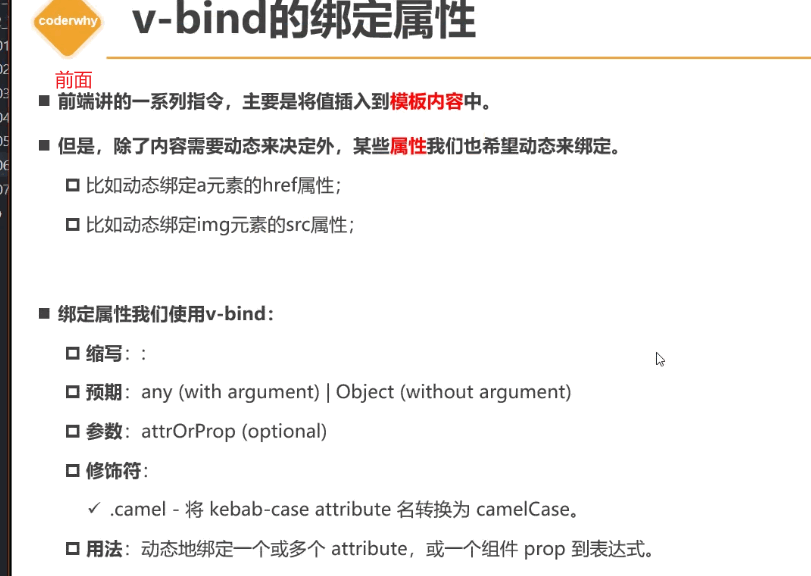 coderwhy
v-bind的绑定属性
前面
前端讲的一系列指令，主要是将值插入到模板内容中。
但是，除了内容需要动态来决定外，某些属性我们也希望动态来绑定。
比如动态绑定a元素的href属性；
比如动态绑定img元素的src属性；
绑定属性我们使用v-bind：
缩写：:
预期：any (with argument) | Object (without argument)
参数：attrOrProp (optional)
修饰符：
.camel - 将 kebab-case attribute 名转换为 camelCase。
用法：动态地绑定一个或多个 attribute，或一个组件 prop 到表达式。